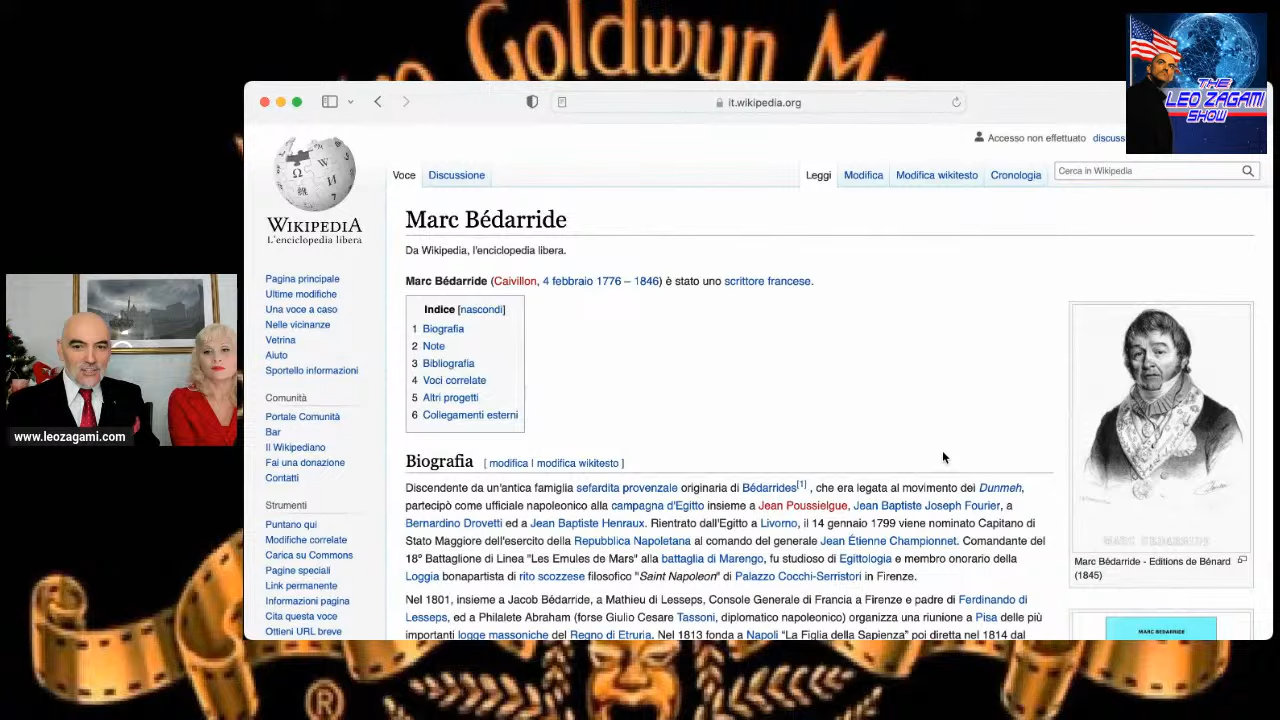 Goldwyn M
THE
LEO ZAGAMI
SHOW
it.wikipedia.org
Accesso non effettuato discuss
Voce Discussione Leggi Modifica Modifica wikitesto Cronologia Cerca in Wikipedia
WIKIPEDIA
L'enciclopedia libera
Pagina principale
Ultime modifiche
Una voce a caso
Nelle vicinanze
Vetrina
Aiuto
Sportello informazioni
Comunità
Portale Comunità
Bar
Il Wikipediano
Fai una donazione
Contatti
Strumenti
Puntano qui
Modifiche correlate
Carica su Commons
Pagine speciali
Link permanente
Informazioni pagina
Cita questa voce
Ottieni URL breve
Marc Bédarride
Da Wikipedia, l'enciclopedia libera.
Marc Bédarride (Caivillon, 4 febbraio 1776 – 1846) è stato uno scrittore francese.
Indice [nascondi]
1 Biografia
2 Note
3 Bibliografia
4 Voci correlate
5 Altri progetti
6 Collegamenti esterni
Biografia [ modifica | modifica wikitesto ]
Discendente da un'antica famiglia sefardita provenzale originaria di Bédarrides[1] , che era legata al movimento dei Dunmeh,
partecipò come ufficiale napoleonico alla campagna d'Egitto insieme a Jean Poussielgue, Jean Baptiste Joseph Fourier, a
Bernardino Drovetti ed a Jean Baptiste Henraux. Rientrato dall'Egitto a Livorno, il 14 gennaio 1799 viene nominato Capitano di
Stato Maggiore dell'esercito della Repubblica Napoletana al comando del generale Jean Étienne Championnet. Comandante del
18º Battaglione di Linea "Les Emules de Mars" alla battaglia di Marengo, fu studioso di Egittologia e membro onorario della
Loggia bonapartista di rito scozzese filosofico "Saint Napoleon" di Palazzo Cocchi-Serristori in Firenze.
Nel 1801, insieme a Jacob Bédarride, a Mathieu di Lesseps, Console Generale di Francia a Firenze e padre di Ferdinando di
Lesseps, ed a Philalete Abraham (forse Giulio Cesare Tassoni, diplomatico napoleonico) organizza una riunione a Pisa delle più
importanti logge massoniche del Regno di Etruria. Nel 1813 fonda a Napoli "La Figlia della Sapienza" poi diretta nel 1814 dal
MARC BÉDARRIDE
Marc Bédarride - Editions de Bénard
(1845)
MARC BÉDARRIDE
www.leozagami.com
®